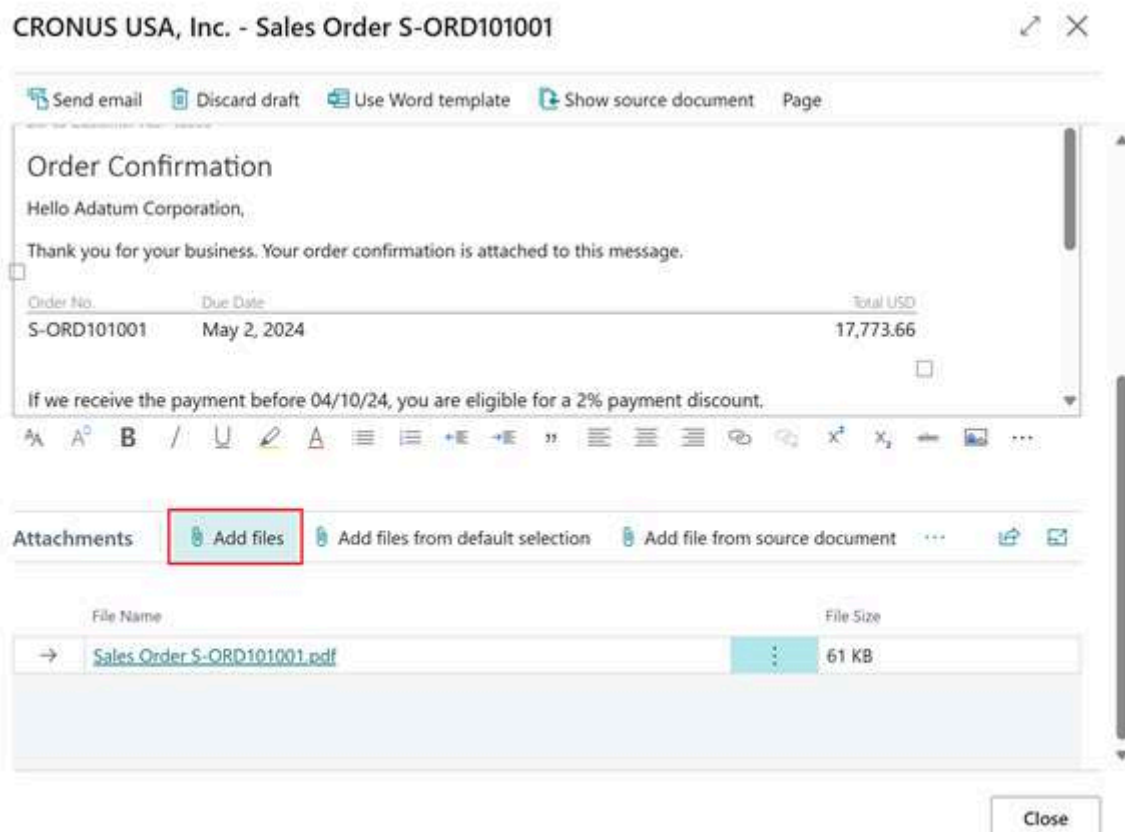 CRONUS USA, Inc. - Sales Order S-ORD101001
Send email Discard draft Use Word template Show source document Page
Order Confirmation
Hello Adatum Corporation,
Thank you for your business. Your order confirmation is attached to this message.
Order No. Due Date Total USD
S-ORD101001 May 2, 2024 17,773.66
If we receive the payment before 04/10/24, you are eligible for a 2% payment discount.
Attachments Add files Add files from default selection Add file from source document
File Name File Size
Sales Order S-ORD101001.pdf 61 KB
Close